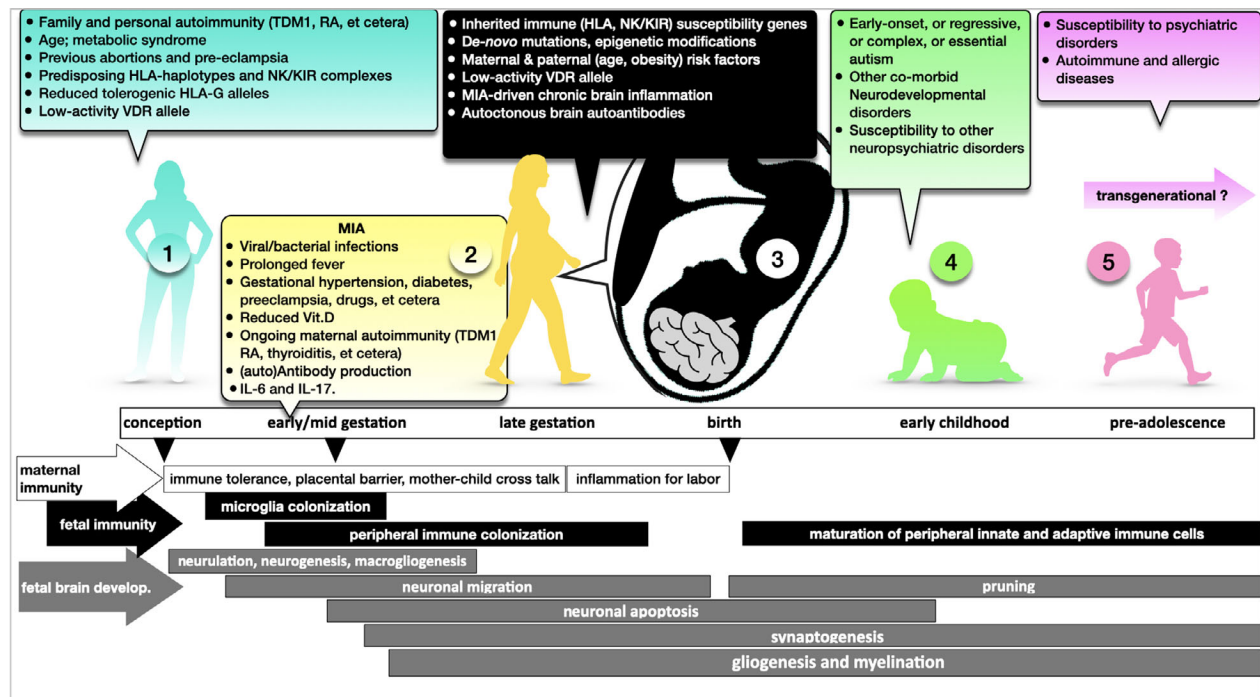 Family and personal autoimmunity (TDM1, RA, et cetera)
Age; metabolic syndrome
Previous abortions and pre-eclampsia
Predisposing HLA-haplotypes and NK/KIR complexes
Reduced tolerogenic HLA-G alleles
Low-activity VDR allele
Inherited immune (HLA, NK/KIR) susceptibility genes
De-novo mutations, epigenetic modifications
Maternal & paternal (age, obesity) risk factors
Low-activity VDR allele
MIA-driven chronic brain inflammation
Autoctonous brain autoantibodies
Early-onset, or regressive,
or complex, or essential
autism
Other co-morbid
Neurodevelopmental
disorders
Susceptibility to other
neuropsychiatric disorders
Susceptibility to psychiatric
disorders
Autoimmune and allergic
diseases
transgenerational ?
1
MIA
Viral/bacterial infections
Prolonged fever
Gestational hypertension, diabetes,
preeclampsia, drugs, et cetera
Reduced Vit.D
Ongoing maternal autoimmunity (TDM1
RA, thyroiditis, et cetera)
(auto)Antibody production
IL-6 and IL-17.
2
3
4
5
conception
early/mid gestation
late gestation
birth
early childhood
pre-adolescence
maternal
immunity
immune tolerance, placental barrier, mother-child cross talk
inflammation for labor
fetal immunity
microglia colonization
peripheral immune colonization
maturation of peripheral innate and adaptive immune cells
fetal brain develop.
neurulation, neurogenesis, macrogliogenesis
neuronal migration
pruning
neuronal apoptosis
synaptogenesis
gliogenesis and myelination